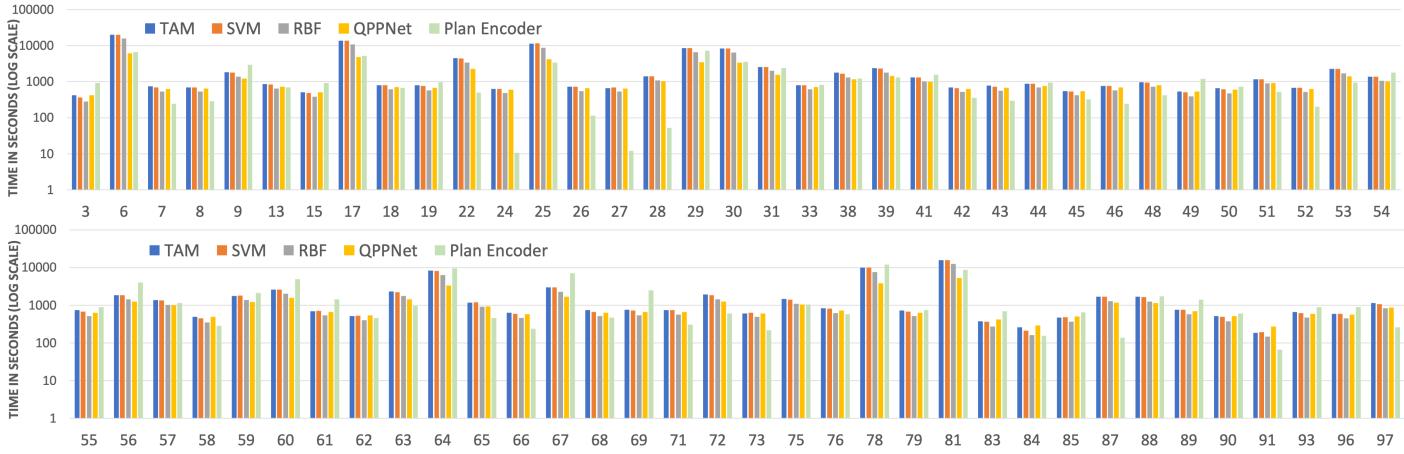 TIME IN SECONDS (LOG SCALE)
100000
10000
1000
100
10
1
TAM SVM RBF QPPNet Plan Encoder
3 6 7 8 9 13 15 17 18 19 22 24 25 26 27 28 29 30 31 33 38 39 41 42 43 44 45 46 48 49 50 51 52 53 54
TIME IN SECONDS (LOG SCALE)
100000
10000
1000
100
10
1
TAM SVM RBF QPPNet Plan Encoder
55 56 57 58 59 60 61 62 63 64 65 66 67 68 69 71 72 73 75 76 78 79 81 83 84 85 87 88 89 90 91 93 96 97